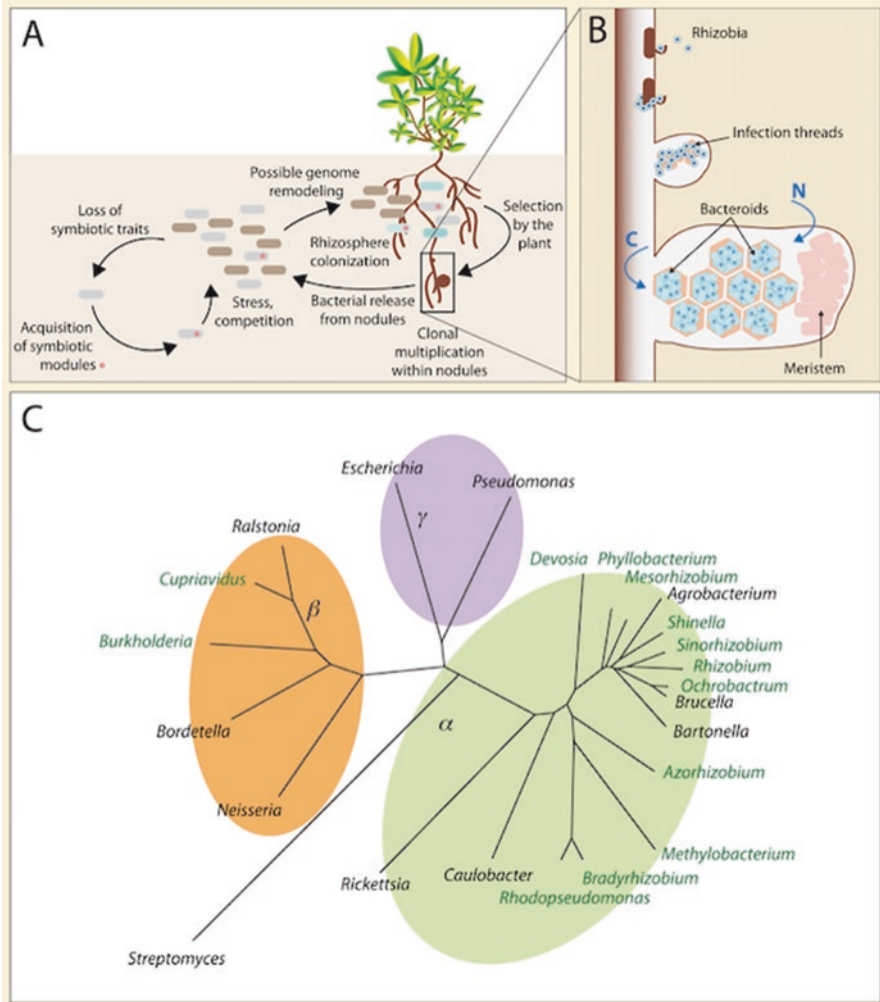 A
Possible genome
remodeling
Loss of
symbiotic traits
Rhizosphere
colonization
Selection
by the
plant
Stress,
competition
Bacterial release
from nodules
Acquisition
of symbiotic
modules
Clonal
multiplication
within nodules
B
Rhizobia
Infection threads
N
Bacteroids
C
Meristem
C
Escherichia
Pseudomonas
γ
Ralstonia
Cupriavidus
β
Burkholderia
Bordetella
Neisseria
Devosia
Phyllobacterium
Mesorhizobium
Agrobacterium
Shinella
Sinorhizobium
Rhizobium
Ochrobactrum
Brucella
Bartonella
α
Azorhizobium
Methylobacterium
Bradyrhizobium
Rhodopseudomonas
Caulobacter
Rickettsia
Streptomyces